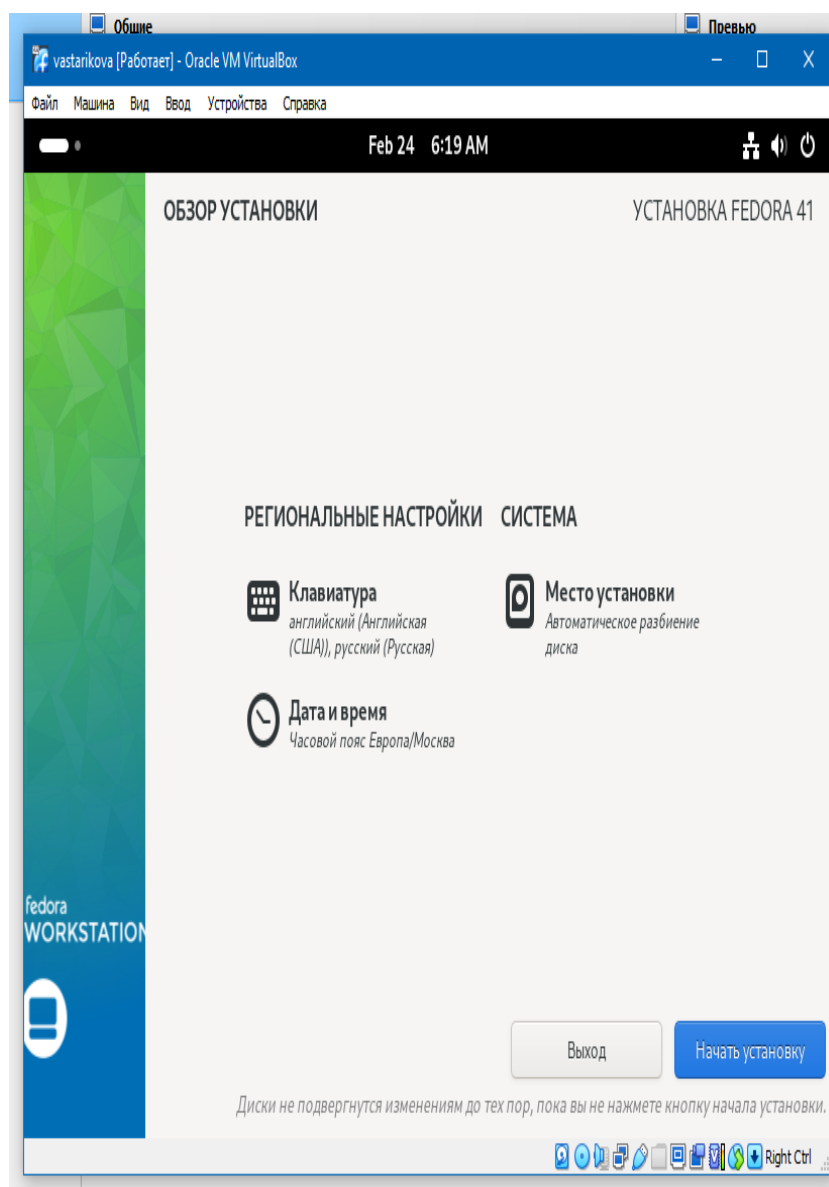 Общие
Превью
vastarikova [Работает] - Oracle VM VirtualBox
Файл Машина Вид Ввод Устройства Справка
Feb 24 6:19 AM
ОБЗОР УСТАНОВКИ
УСТАНОВКА FEDORA 41
РЕГИОНАЛЬНЫЕ НАСТРОЙКИ
СИСТЕМА
Клавиатура
английский (Английская
(США)), русский (Русская)
Место установки
Автоматическое разбиение
диска
Дата и время
Часовой пояс Европа/Москва
fedora
WORKSTATION
Выход
Начать установку
Диски не подвергнутся изменениям до тех пор, пока вы не нажмете кнопку начала установки.
Right Ctrl